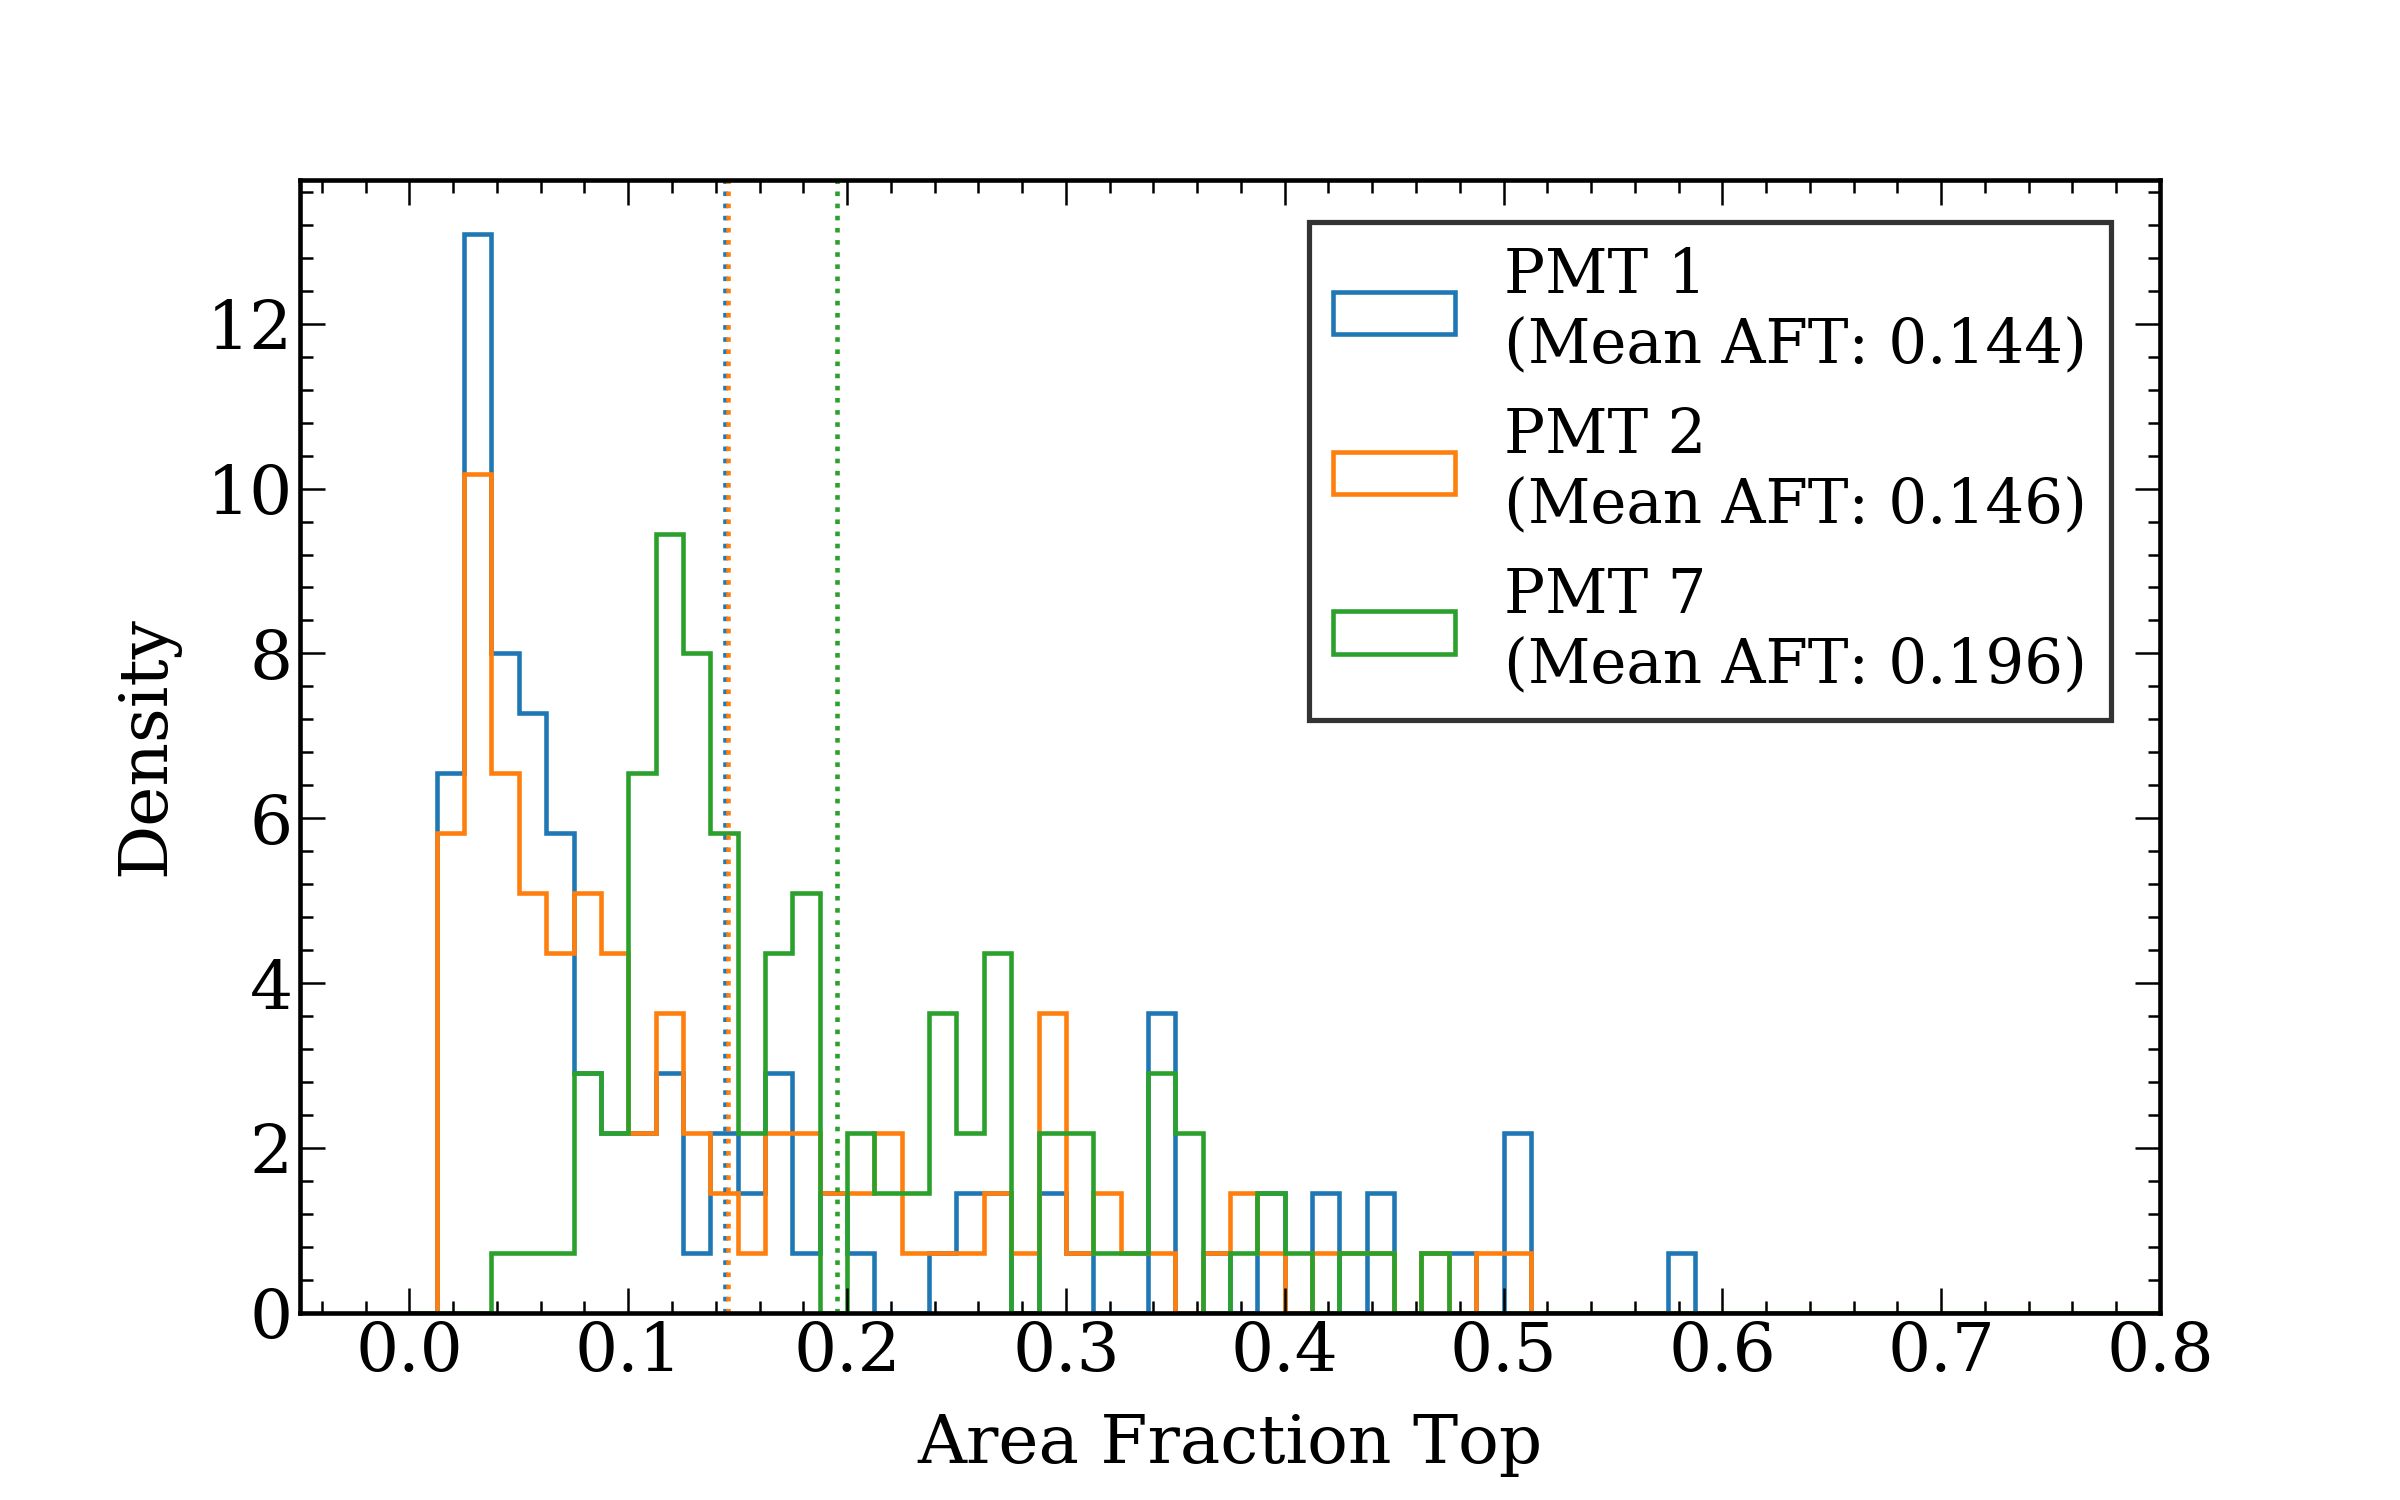 PMT 1
(Mean AFT: 0.144)
PMT 2
(Mean AFT: 0.146)
PMT 7
(Mean AFT: 0.196)
12
10
8
6
4
2
0
Density
0.0 0.1 0.2 0.3 0.4 0.5 0.6 0.7 0.8
Area Fraction Top